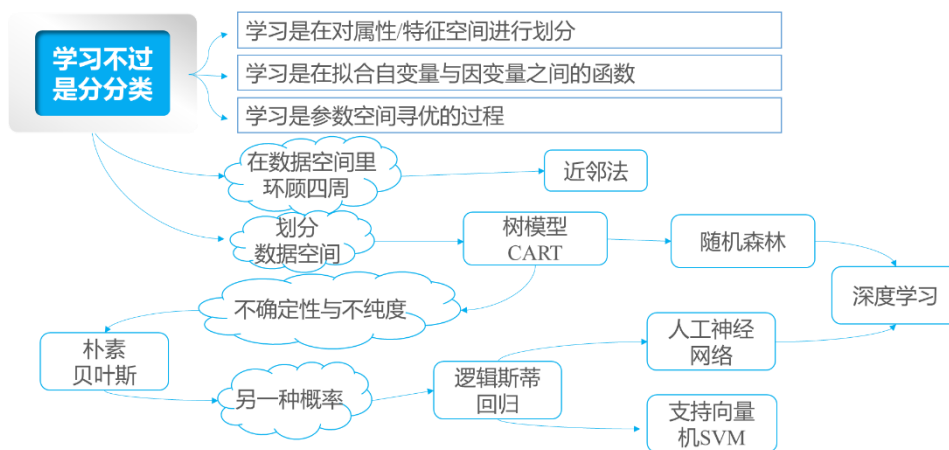 学习不过
是分分类
学习是在对属性/特征空间进行划分
学习是在拟合自变量与因变量之间的函数
学习是参数空间寻优的过程
在数据空间里
环顾四周
近邻法
划分
数据空间
树模型
CART
随机森林
深度学习
不确定性与不纯度
朴素
贝叶斯
另一种概率
逻辑斯蒂
回归
人工神经
网络
支持向量
机SVM